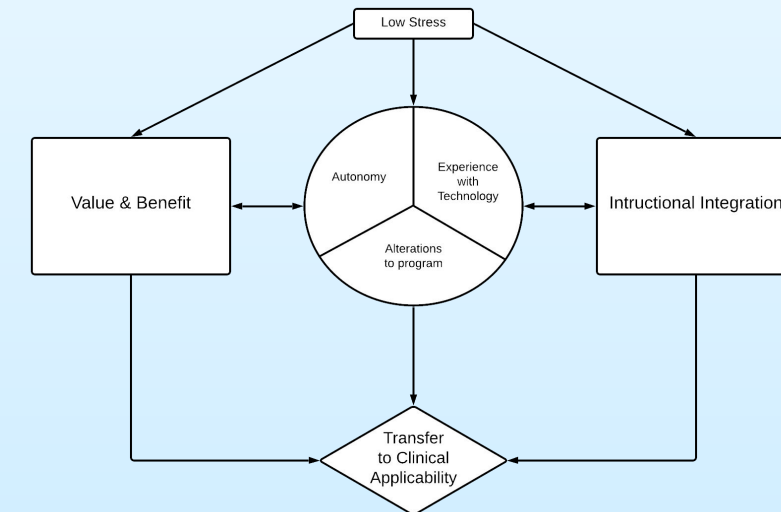 Low Stress
Value & Benefit
Autonomy
Experience
with
Technology
Alterations
to program
Intructional Integration
Transfer
to Clinical
Applicability